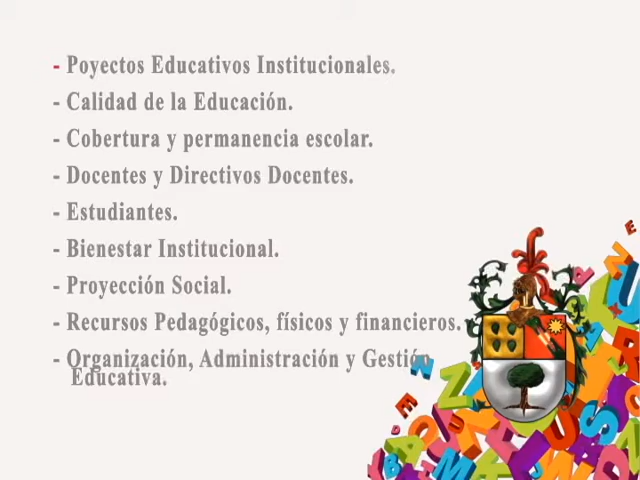 - Poyectos Educativos Institucionales.
- Calidad de la Educación.
- Cobertura y permanencia escolar.
- Docentes y Directivos Docentes.
- Estudiantes.
- Bienestar Institucional.
- Proyección Social.
- Recursos Pedagógicos, físicos y financieros.
- Organización, Administración y Gestión
Educativa.